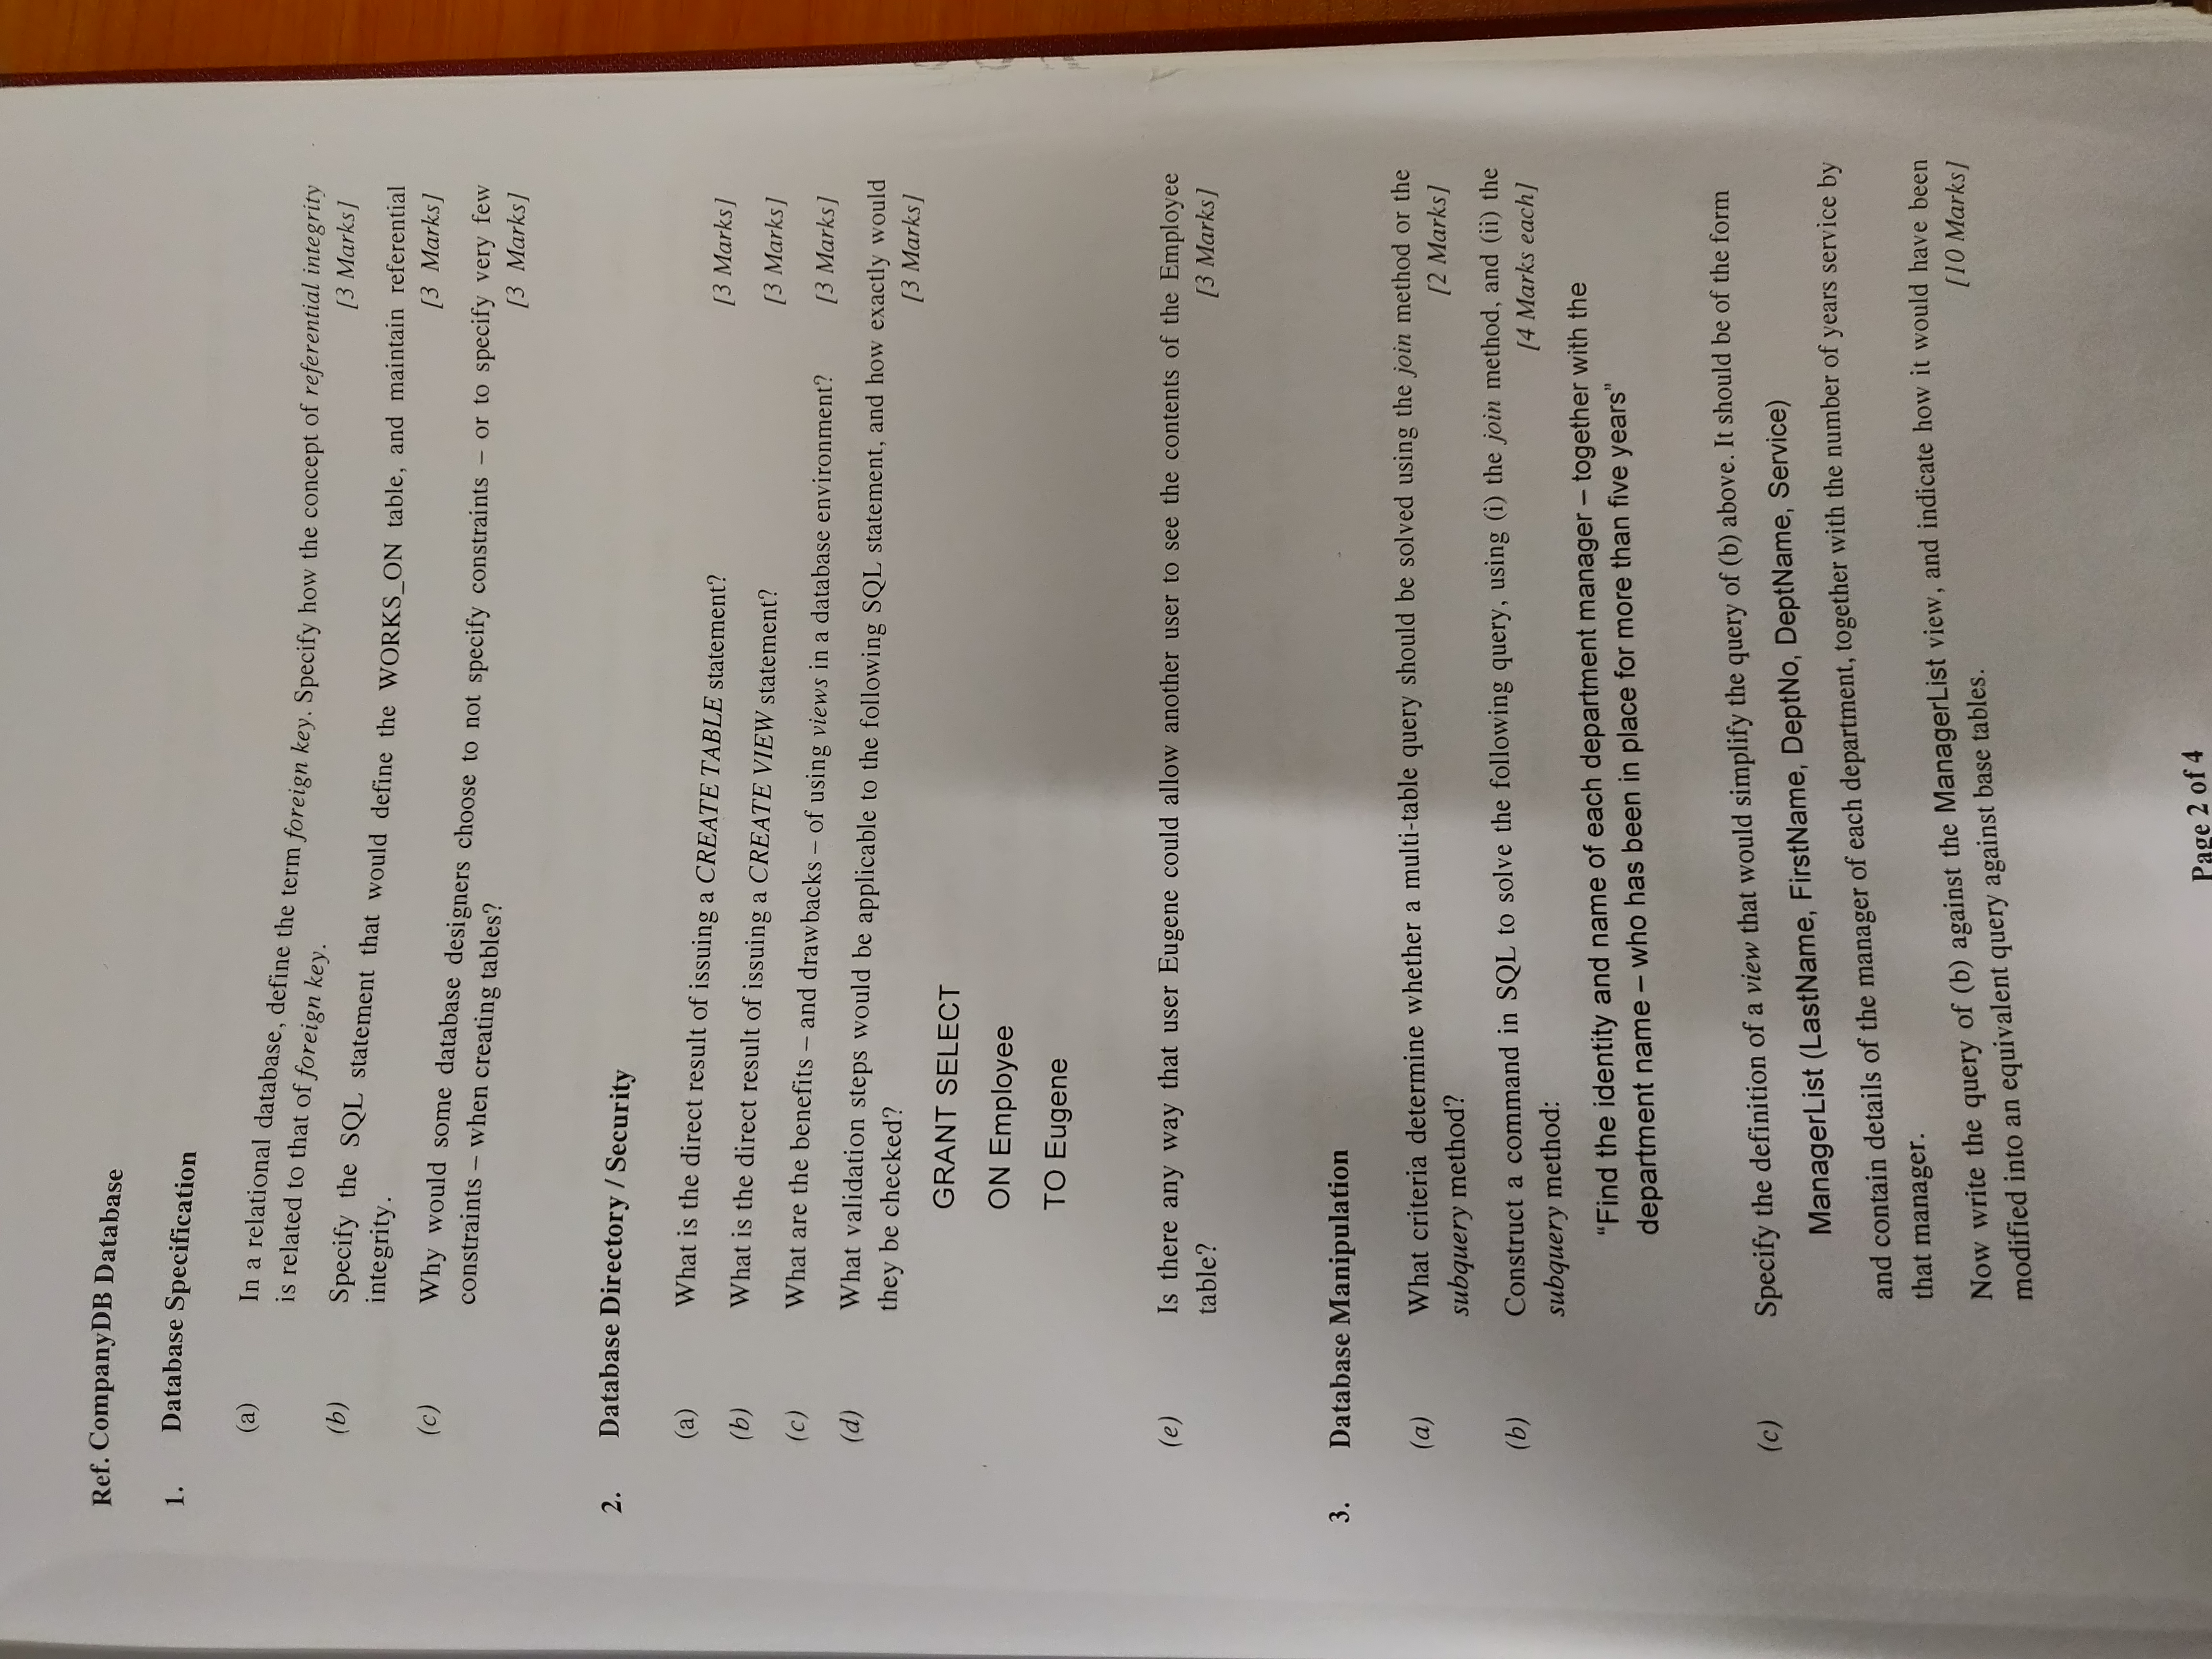 Ref. CompanyDB Database
1. Database Specification
(a) In a relational database, define the term foreign key. Specify how the concept of referential integrity
is related to that of foreign key. [3 Marks]
(b) Specify the SQL statement that would define the WORKS_ON table, and maintain referential
integrity. [3 Marks]
(c) Why would some database designers choose to not specify constraints – or to specify very few
constraints – when creating tables? [3 Marks]
2. Database Directory / Security
(a) What is the direct result of issuing a CREATE TABLE statement? [3 Marks]
(b) What is the direct result of issuing a CREATE VIEW statement? [3 Marks]
(c) What are the benefits – and drawbacks – of using views in a database environment? [3 Marks]
(d) What validation steps would be applicable to the following SQL statement, and how exactly would
they be checked? [3 Marks]
GRANT SELECT
ON Employee
TO Eugene
(e) Is there any way that user Eugene could allow another user to see the contents of the Employee
table? [3 Marks]
3. Database Manipulation
(a) What criteria determine whether a multi-table query should be solved using the join method or the
subquery method? [2 Marks]
(b) Construct a command in SQL to solve the following query, using (i) the join method, and (ii) the
subquery method: [4 Marks each]
“Find the identity and name of each department manager – together with the
department name – who has been in place for more than five years”
(c) Specify the definition of a view that would simplify the query of (b) above. It should be of the form
ManagerList (LastName, FirstName, DeptNo, DeptName, Service)
and contain details of the manager of each department, together with the number of years service by
that manager.
Now write the query of (b) against the ManagerList view, and indicate how it would have been
modified into an equivalent query against base tables. [10 Marks]
Page 2 of 4